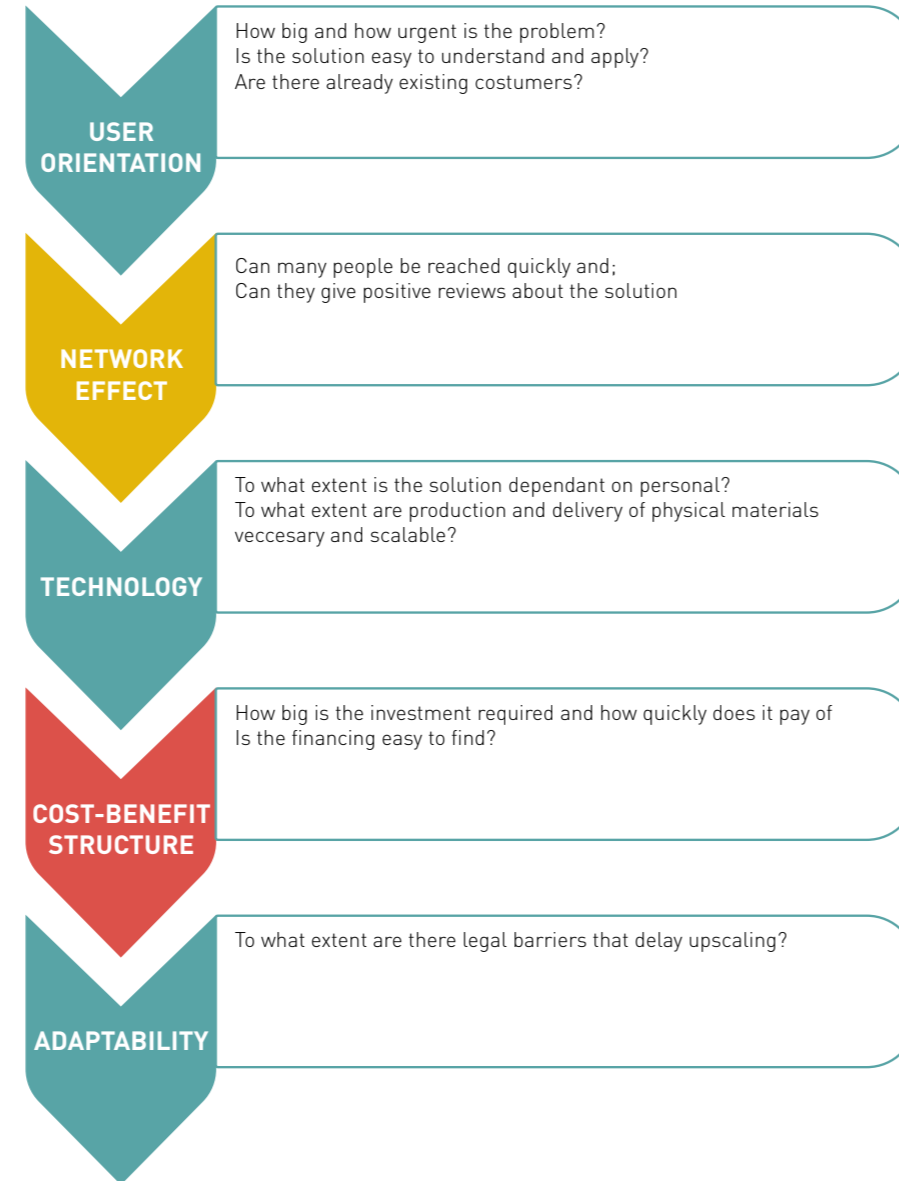 USER
ORIENTATION
How big and how urgent is the problem?
Is the solution easy to understand and apply?
Are there already existing costumers?
NETWORK
EFFECT
Can many people be reached quickly and;
Can they give positive reviews about the solution
TECHNOLOGY
To what extent is the solution dependant on personal?
To what extent are production and delivery of physical materials
veccesary and scalable?
COST-BENEFIT
STRUCTURE
How big is the investment required and how quickly does it pay of
Is the financing easy to find?
ADAPTABILITY
To what extent are there legal barriers that delay upscaling?